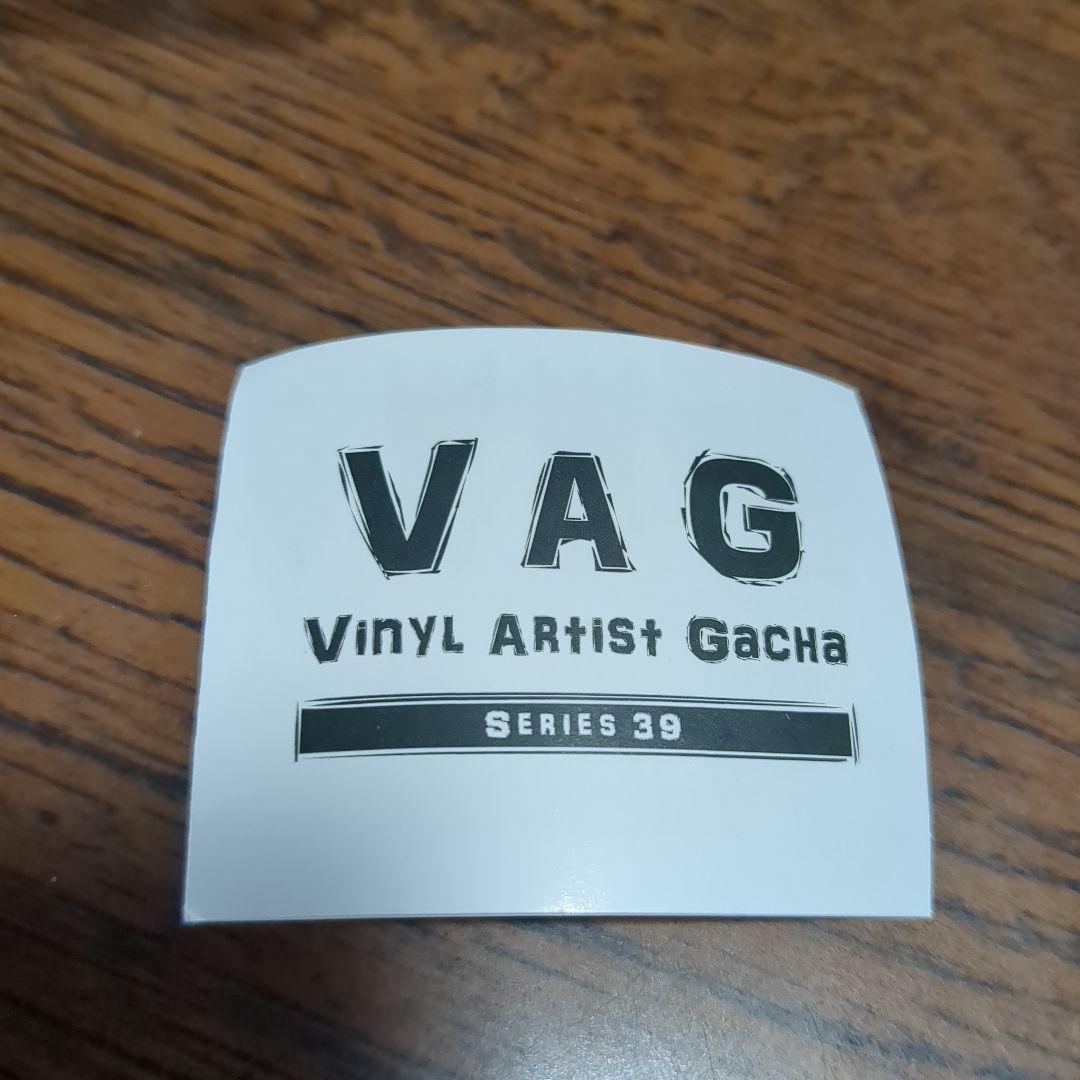 VAG
Vinyl Artist Gacha
Series 39